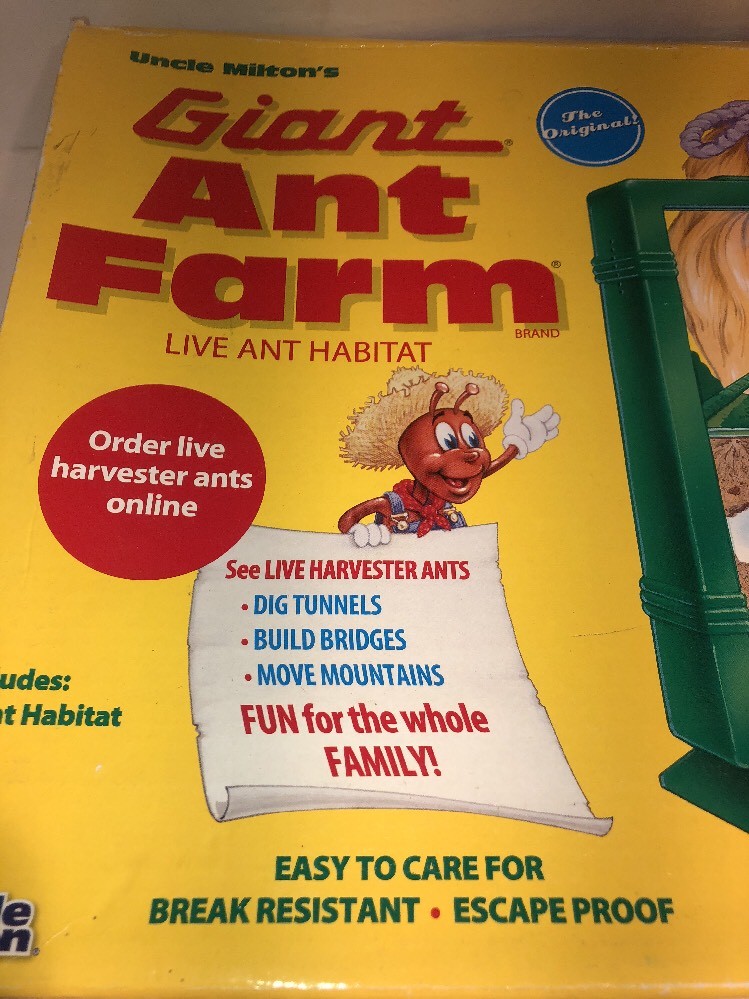 Uncle Milton's
Giant®
The
Original!
Ant
Farm®
BRAND
LIVE ANT HABITAT
Order live
harvester ants
online
See LIVE HARVESTER ANTS
• DIG TUNNELS
• BUILD BRIDGES
• MOVE MOUNTAINS
FUN for the whole
FAMILY!
udes:
t Habitat
EASY TO CARE FOR
BREAK RESISTANT • ESCAPE PROOF
le
n®